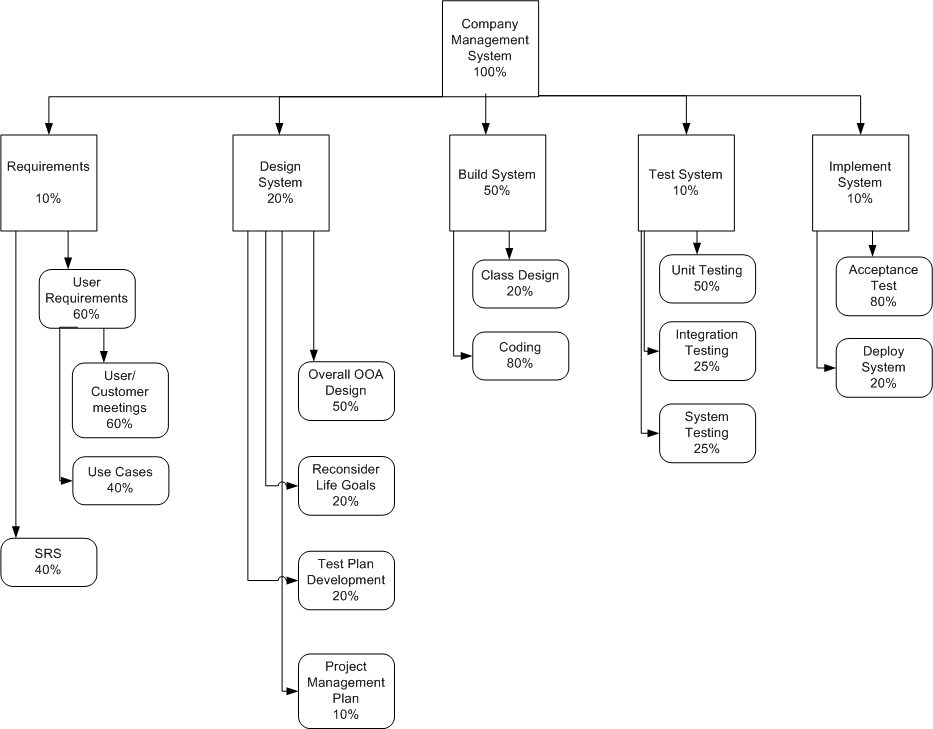 Company
Management
System
100%
Requirements
10%
Design
System
20%
Build System
50%
Test System
10%
Implement
System
10%
User
Requirements
60%
User/
Customer
meetings
60%
Use Cases
40%
SRS
40%
Overall OOA
Design
50%
Reconsider
Life Goals
20%
Test Plan
Development
20%
Project
Management
Plan
10%
Class Design
20%
Coding
80%
Unit Testing
50%
Integration
Testing
25%
System
Testing
25%
Acceptance
Test
80%
Deploy
System
20%